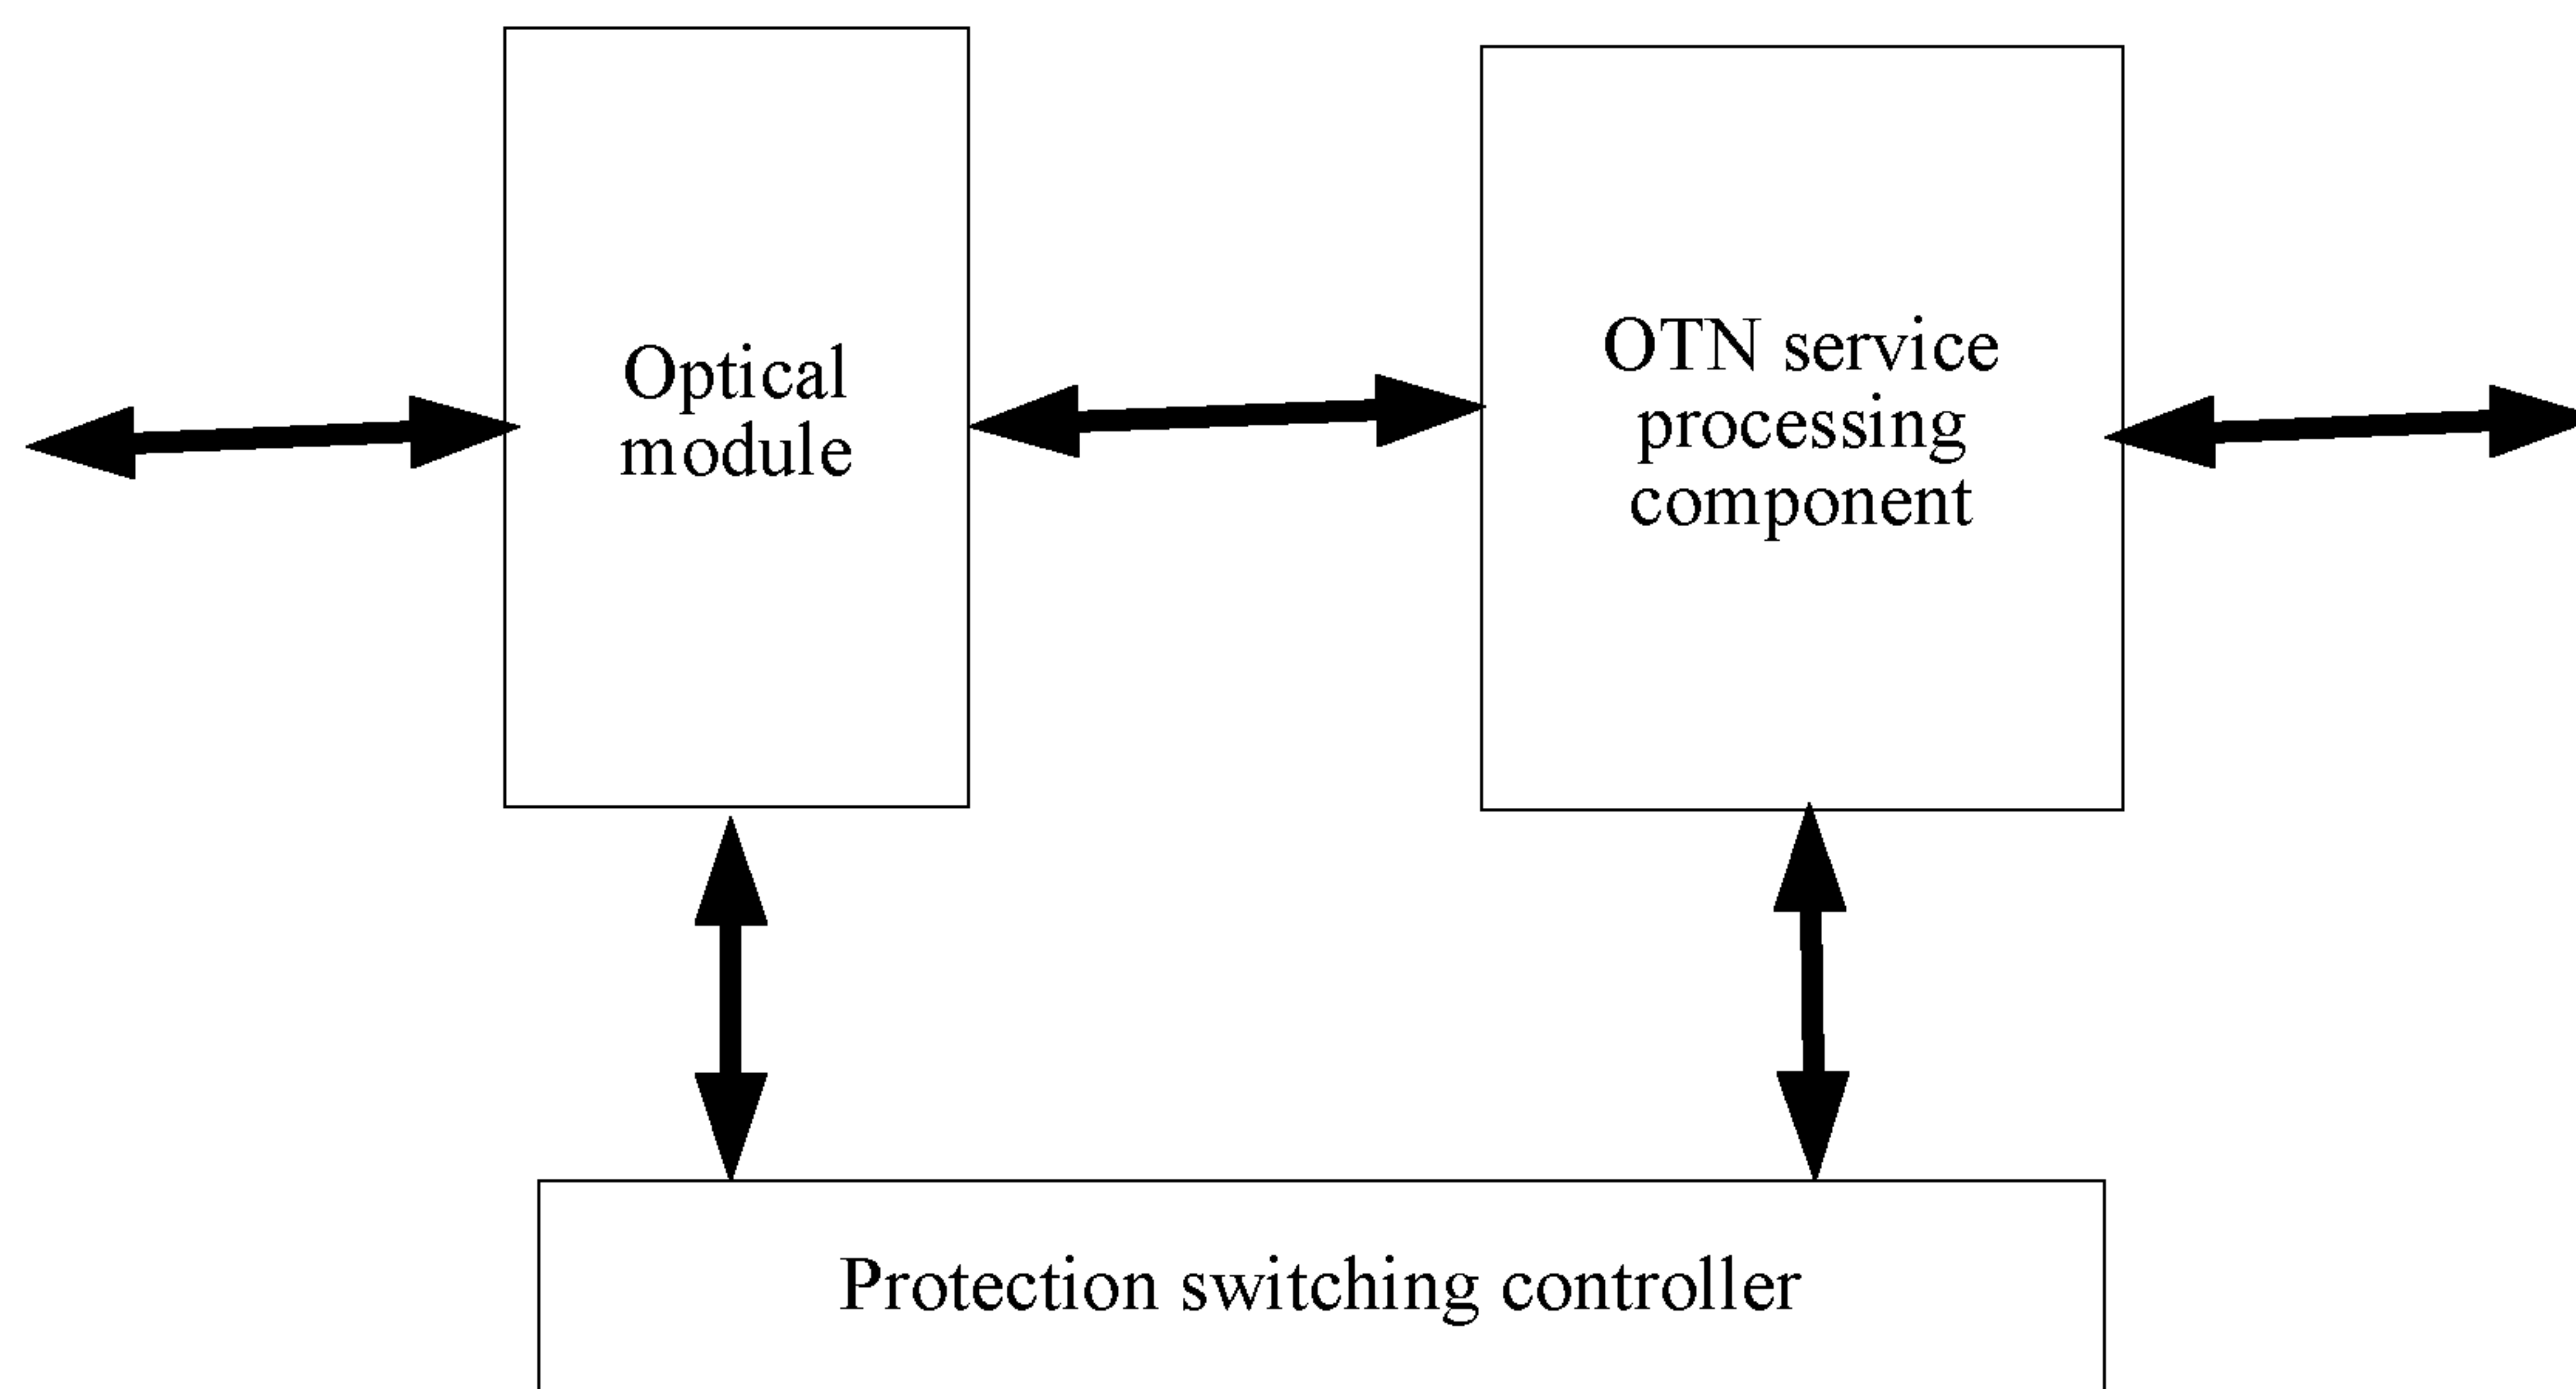 Optical
module
OTN service
processing
component
Protection switching controller